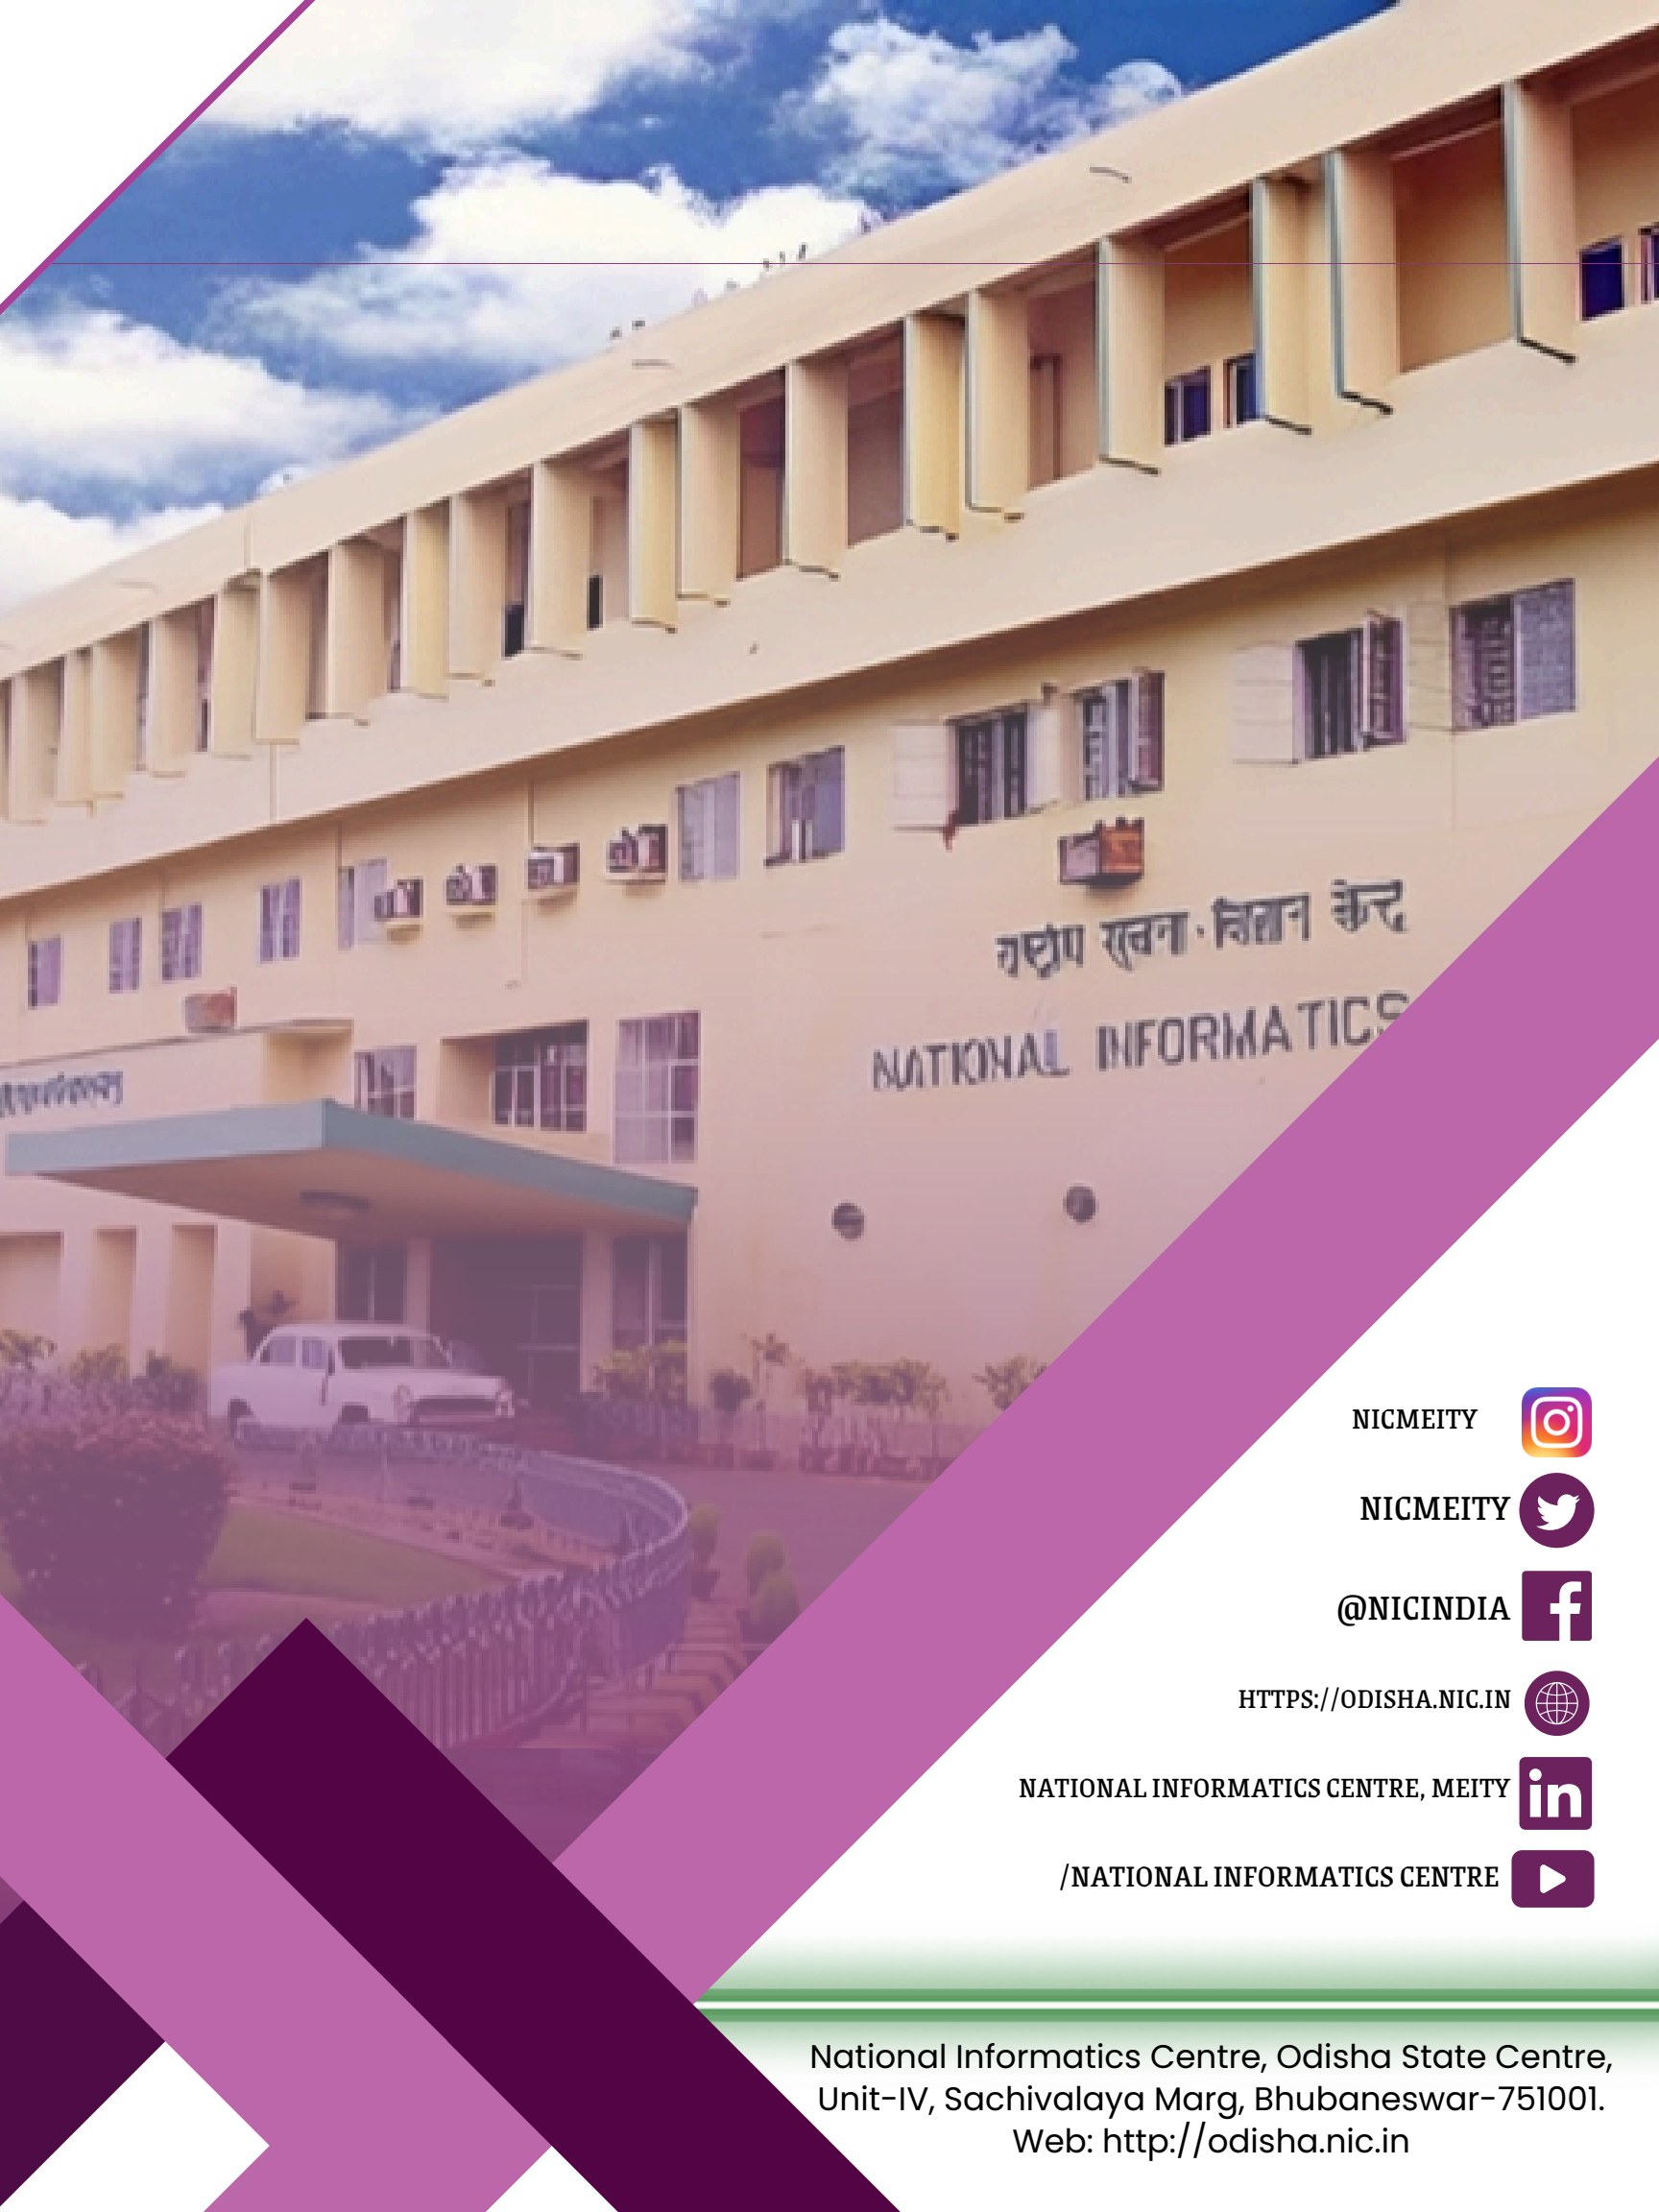 राष्ट्रीय सूचना-विज्ञान केन्द्र
NATIONAL INFORMATICS
NICMEITY
NICMEITY
@NICINDIA
HTTPS://ODISHA.NIC.IN
NATIONAL INFORMATICS CENTRE, MEITY
/NATIONAL INFORMATICS CENTRE
National Informatics Centre, Odisha State Centre,
Unit-IV, Sachivalaya Marg, Bhubaneswar-751001.
Web: http://odisha.nic.in